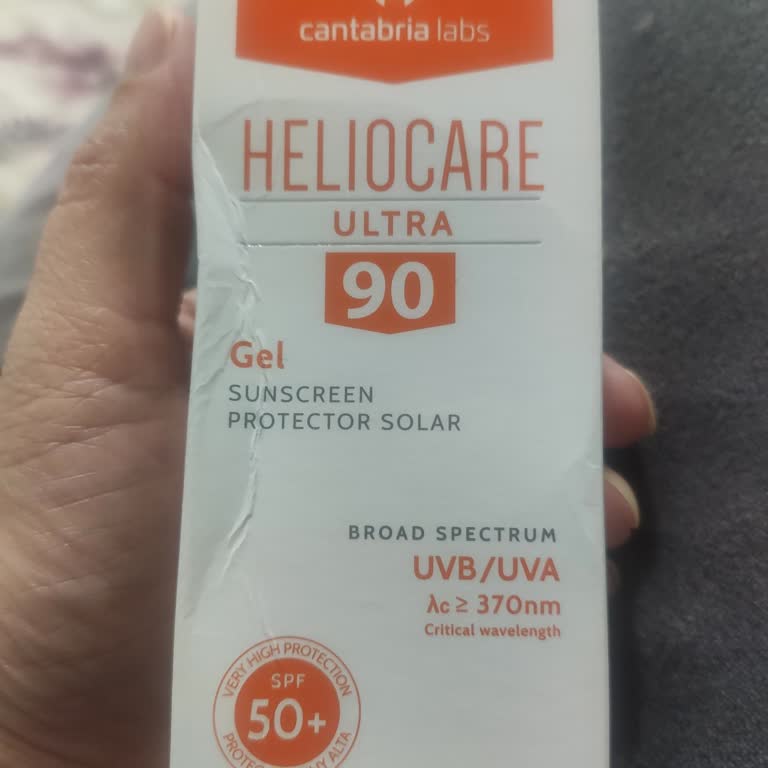 cantabria labs
HELIOCARE
ULTRA
90
Gel
SUNSCREEN
PROTECTOR SOLAR
BROAD SPECTRUM
UVB/UVA
λc ≥ 370nm
Critical wavelength
VERY HIGH PROTECTION
SPF
50+
ALTA